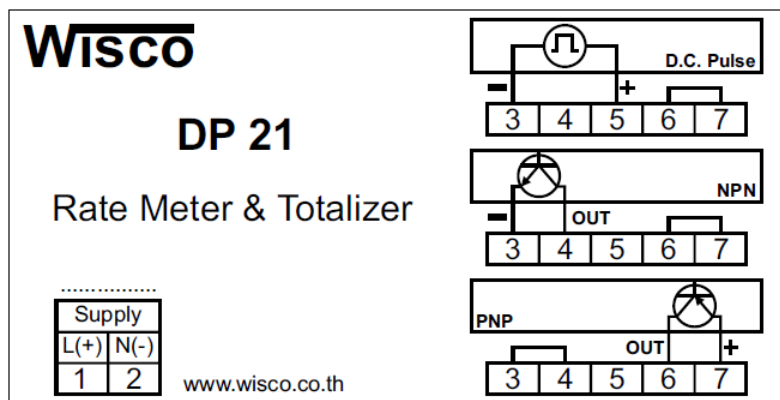 Wisco
DP 21
Rate Meter & Totalizer
................
Supply
L(+) N(-)
1 2
www.wisco.co.th
D.C. Pulse
- +
3 4 5 6 7
NPN
- OUT
3 4 5 6 7
PNP
OUT +
3 4 5 6 7